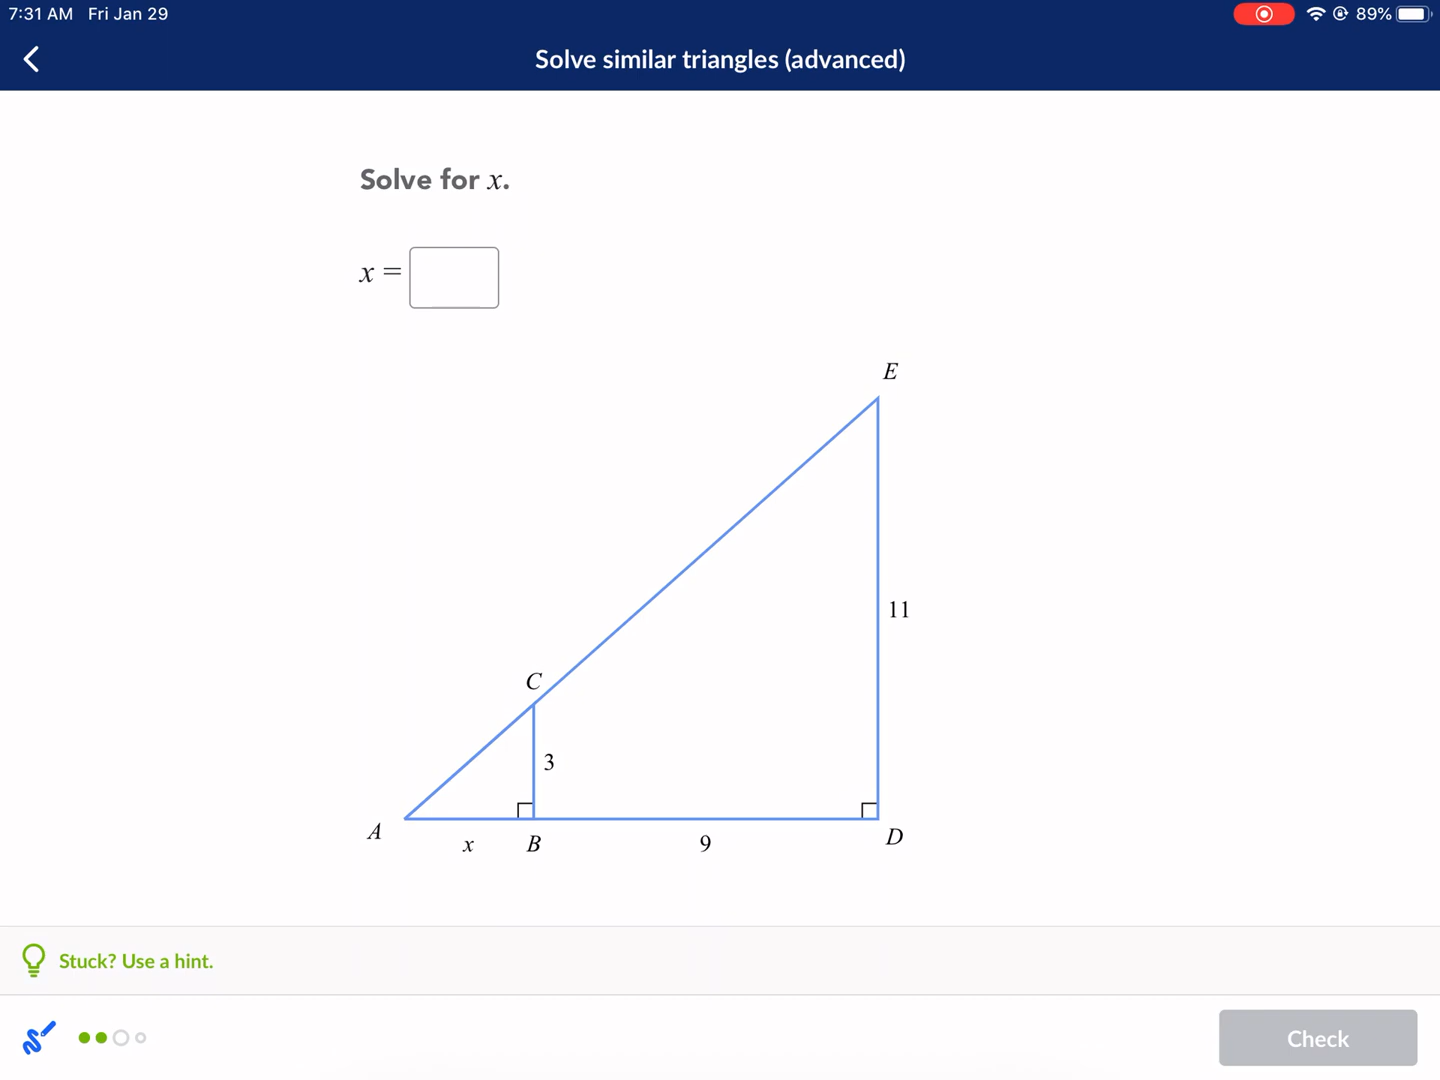 7:31 AM Fri Jan 29 89%
Solve similar triangles (advanced)
Solve for x.
x =
E
11
C
3
A
x B 9 D
Stuck? Use a hint.
Check